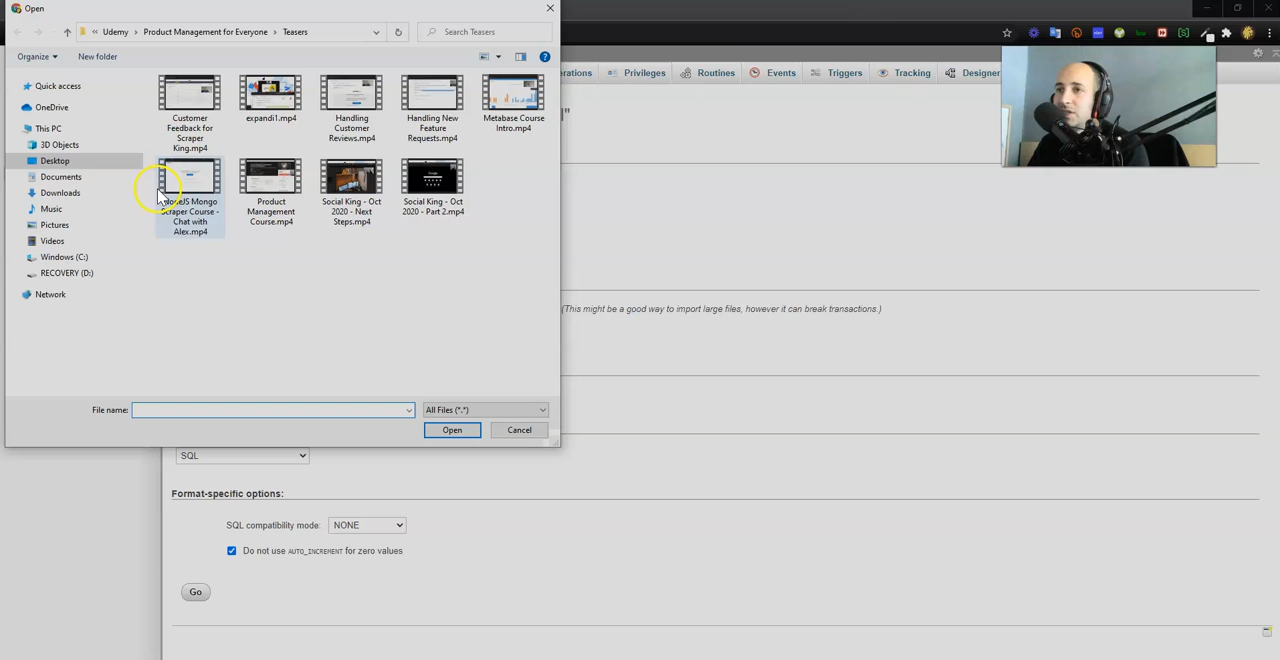 Open
Udemy
Product Management for Everyone
Teasers
Search Teasers
Organize
New folder
Quick access
OneDrive
This PC
3D Objects
Desktop
Documents
Downloads
Music
Pictures
Videos
Windows (C:)
RECOVERY (D:)
Network
Customer
Feedback for
Scraper
King.mp4
expandi1.mp4
Handling
Customer
Reviews.mp4
Handling New
Feature
Requests.mp4
Metabase Course
Intro.mp4
Mongo
Scraper Course -
Chat with
Alex.mp4
Product
Management
Course.mp4
Social King - Oct
2020 - Next
Steps.mp4
Social King - Oct
2020 - Part 2.mp4
File name:
All Files (*.*)
Open
Cancel
Privileges
Routines
Events
Triggers
Tracking
Designer
(This might be a good way to import large files, however it can break transactions.)
SQL
Format-specific options:
SQL compatibility mode:
NONE
Do not use AUTO_INCREMENT for zero values
Go